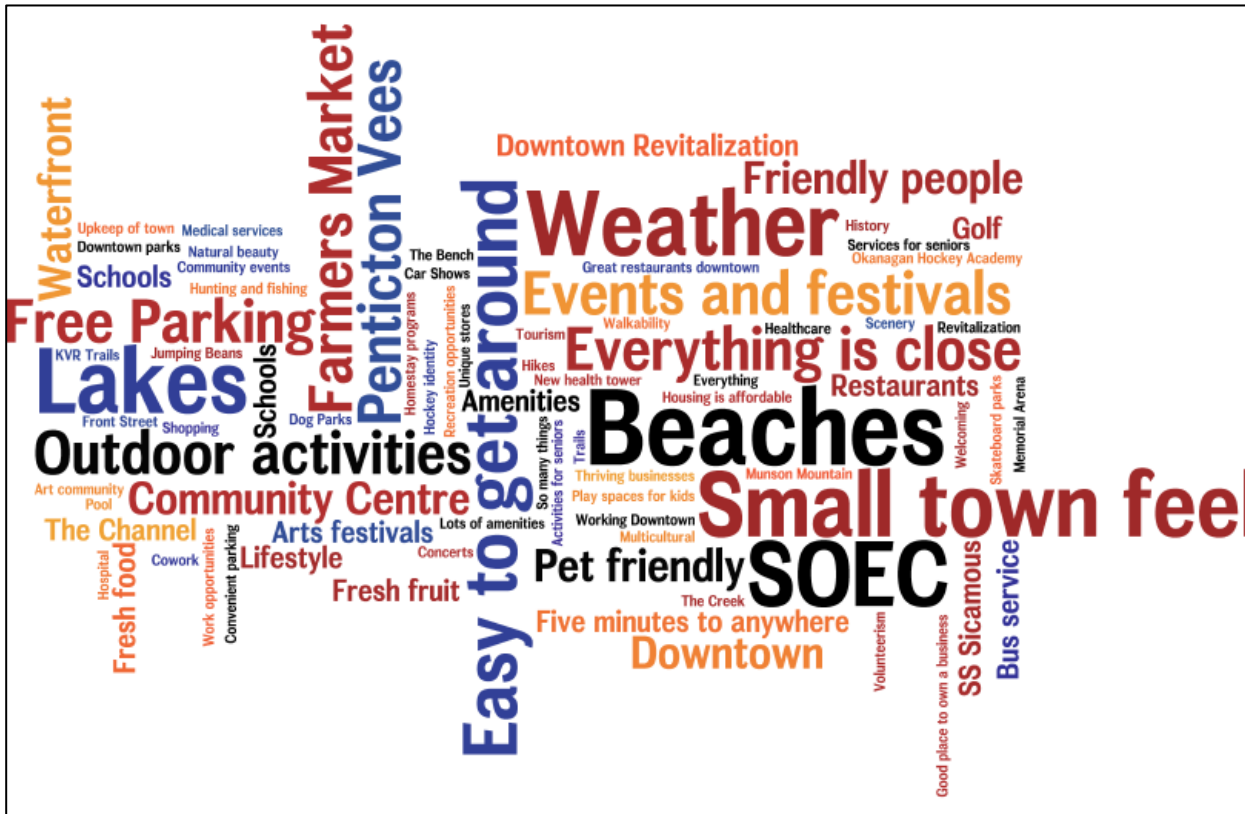 Waterfront
Farmers Market
Penticton Vees
Downtown Revitalization
Friendly people
Weather
History
Golf
Services for seniors
Okanagan Hockey Academy
Upkeep of town
Medical services
Downtown parks
Natural beauty
Schools
Community events
Hunting and fishing
The Bench
Car Shows
Great restaurants downtown
Events and festivals
Free Parking
Homestay programs
Hockey identity
Recreation opportunities
Unique stores
Easy to get around
Tourism
Walkability
Healthcare
Scenery
Revitalization
Everything is close
KVR Trails
Jumping Beans
Lakes
Schools
Hikes
New health tower
Everything
Housing is affordable
Restaurants
Front Street
Shopping
Dog Parks
Amenities
Beaches
Welcoming
Skateboard parks
Memorial Arena
Outdoor activities
So many things
Activities for seniors
Trails
Thriving businesses
Munson Mountain
Art community
Pool
Community Centre
Play spaces for kids
Small town feel
The Channel
Arts festivals
Lots of amenities
Working Downtown
Multicultural
Hospital
Fresh food
Cowork
Work opportunities
Convenient parking
Lifestyle
Concerts
Fresh fruit
Pet friendly
SOEC
The Creek
Five minutes to anywhere
Downtown
Volunteerism
Good place to own a business
SS Sicamous
Bus service